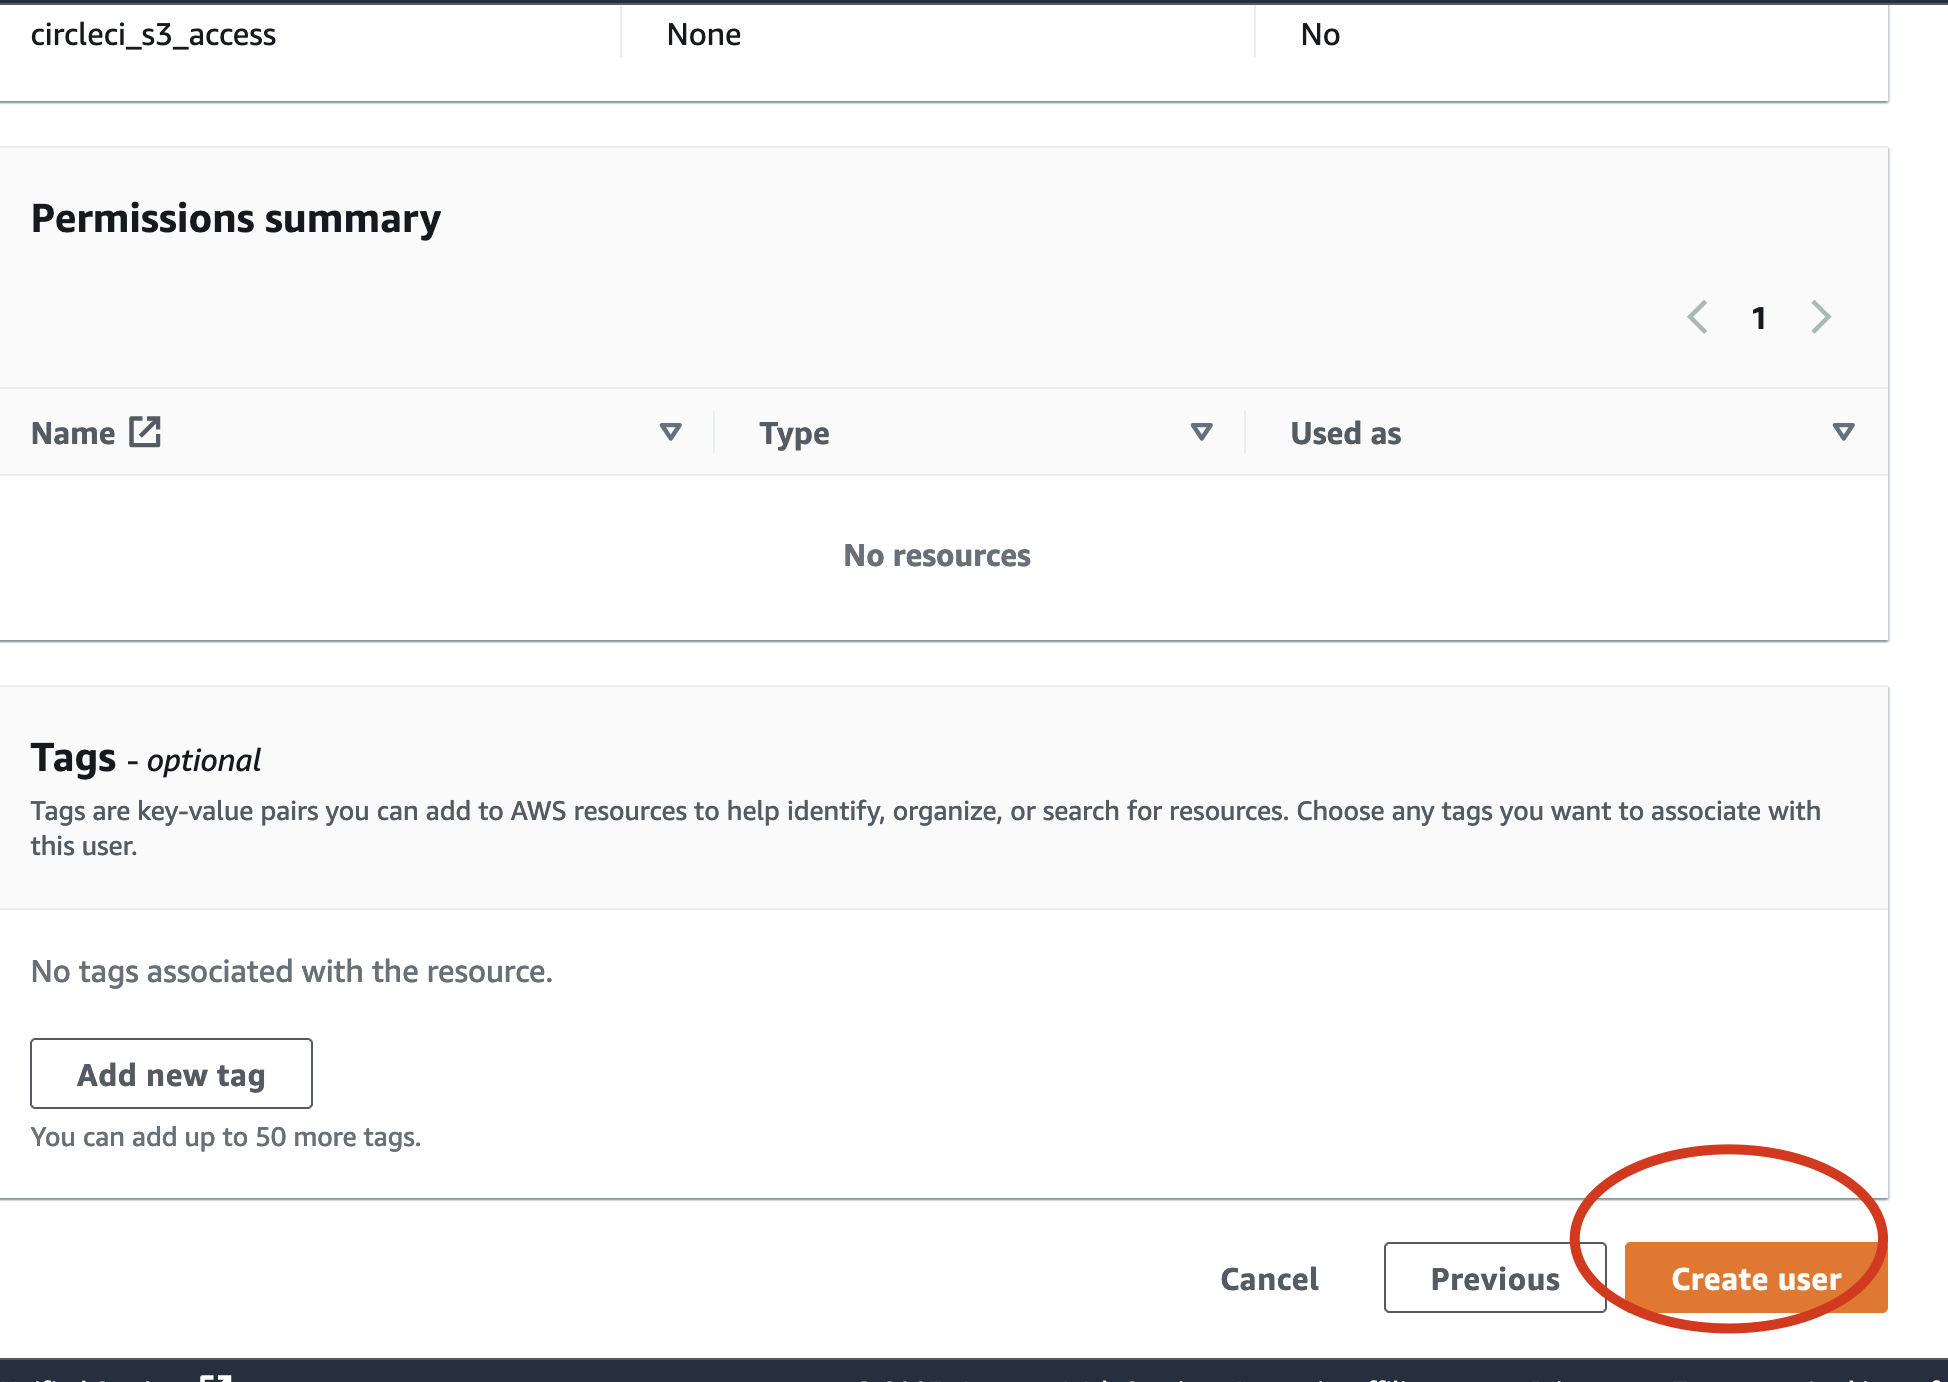 circleci_s3_access None No
Permissions summary
1
Name Type Used as
No resources
Tags - optional
Tags are key-value pairs you can add to AWS resources to help identify, organize, or search for resources. Choose any tags you want to associate with
this user.
No tags associated with the resource.
Add new tag
You can add up to 50 more tags.
Cancel Previous Create user